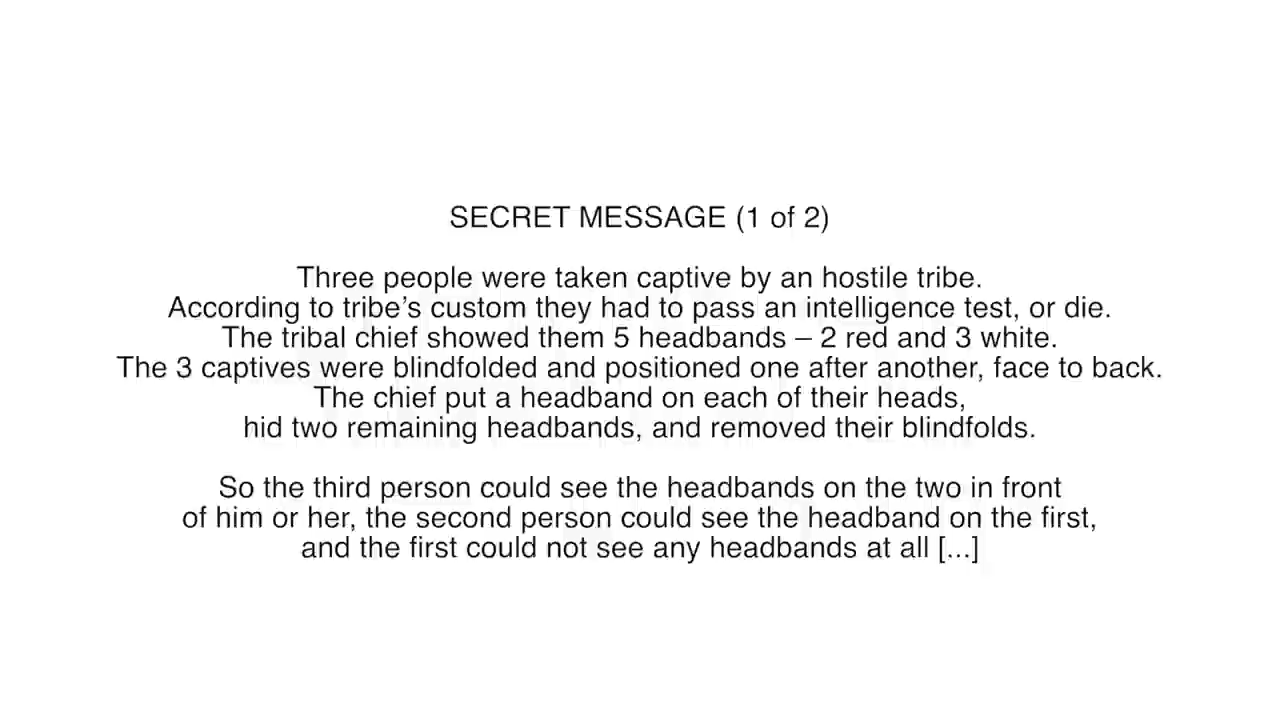 SECRET MESSAGE (1 of 2)
Three people were taken captive by an hostile tribe.
According to tribe’s custom they had to pass an intelligence test, or die.
The tribal chief showed them 5 headbands – 2 red and 3 white.
The 3 captives were blindfolded and positioned one after another, face to back.
The chief put a headband on each of their heads,
hid two remaining headbands, and removed their blindfolds.
So the third person could see the headbands on the two in front
of him or her, the second person could see the headband on the first,
and the first could not see any headbands at all [...]